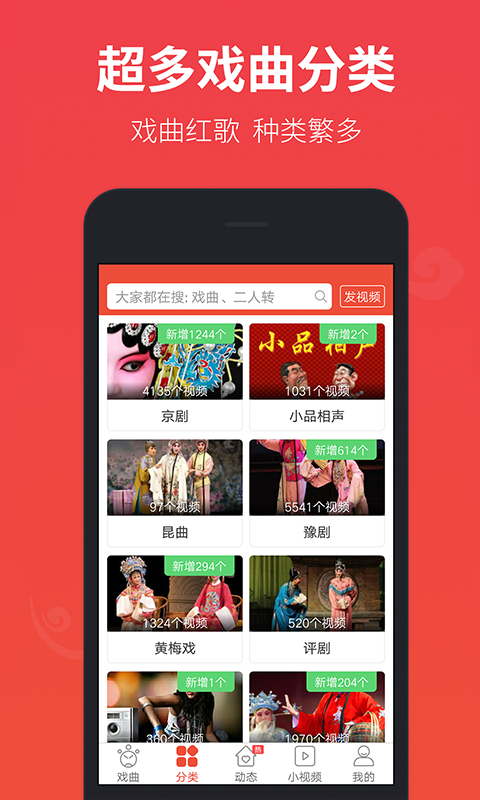 超多戏曲分类
戏曲红歌 种类繁多
大家都在搜: 戏曲、二人转
发视频
新增1244个
4135个视频
京剧
新增2个
小品相声
1031个视频
小品相声
97个视频
昆曲
新增614个
5541个视频
豫剧
新增294个
1324个视频
黄梅戏
520个视频
评剧
新增1个
360个视频
新增204个
1970个视频
戏曲
分类
动态
热
小视频
我的